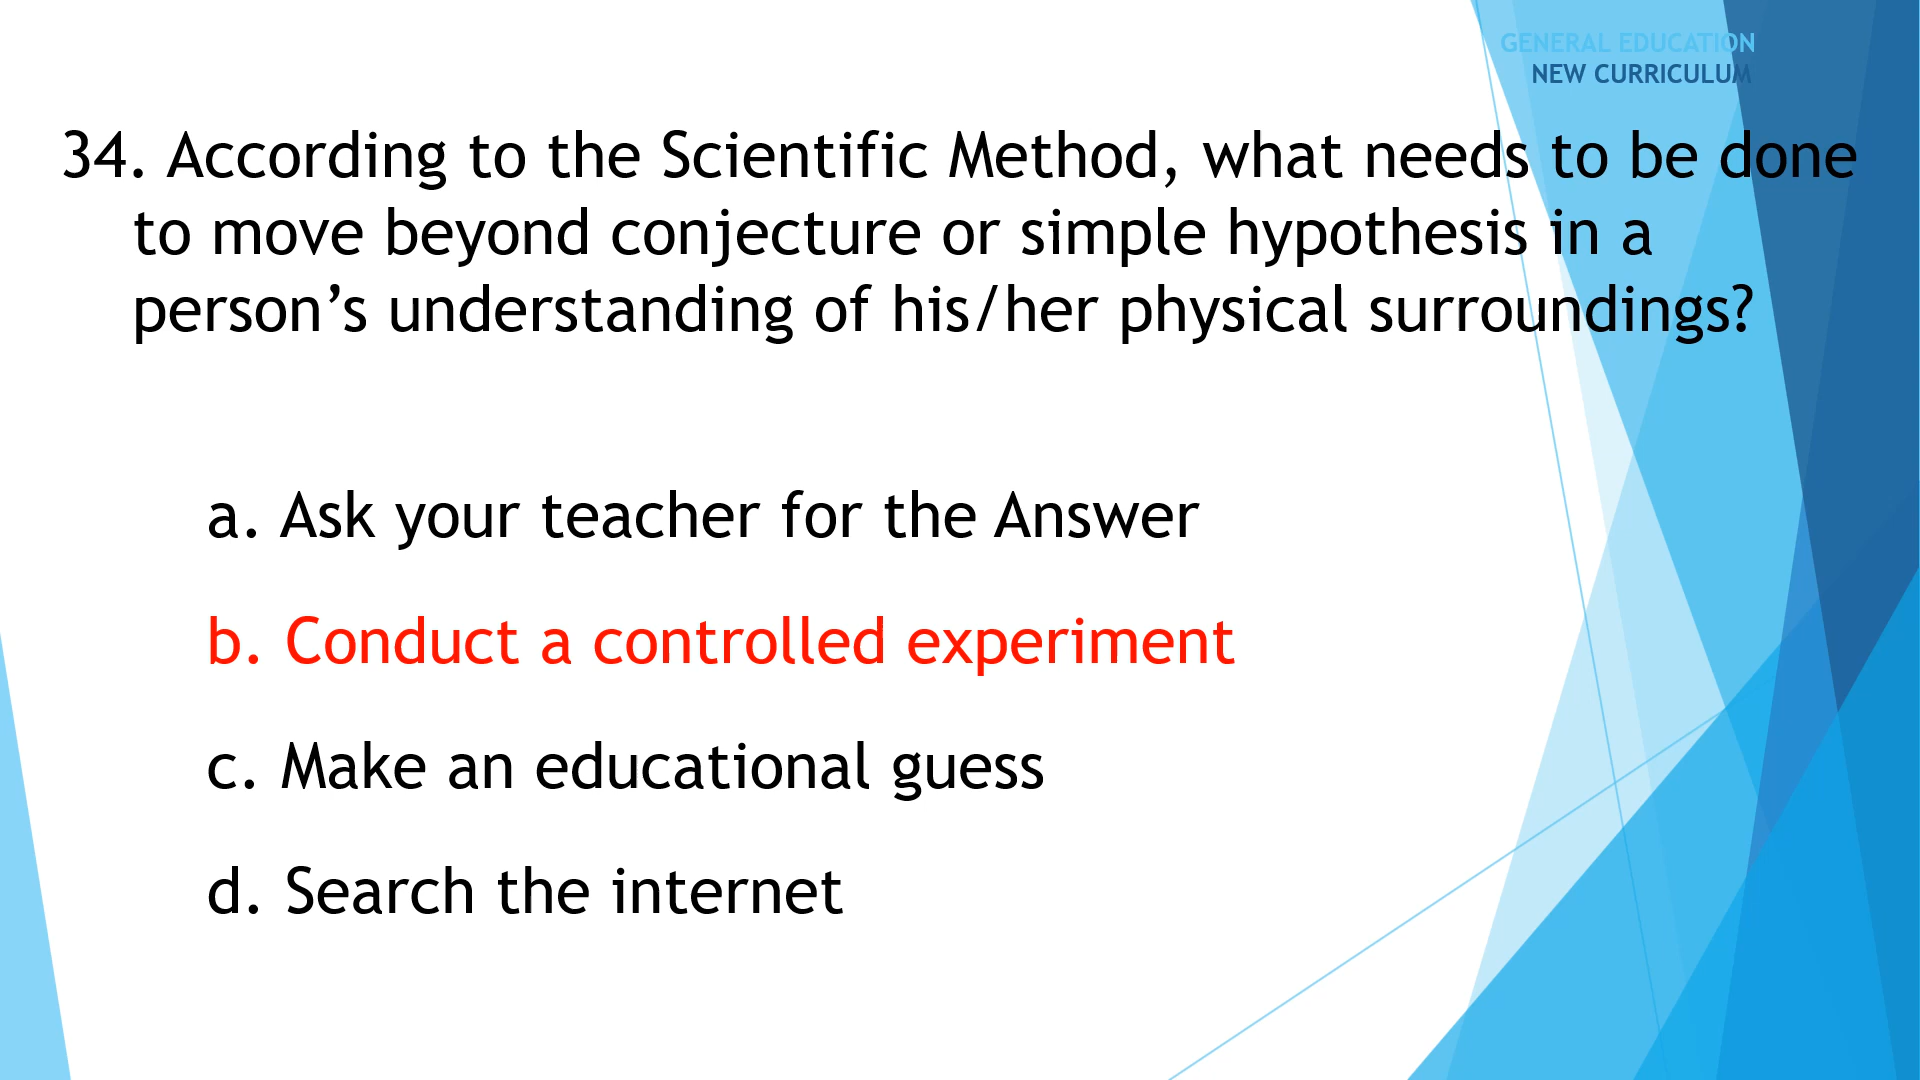 GENERAL EDUCATION
NEW CURRICULUM
34. According to the Scientific Method, what needs to be done
to move beyond conjecture or simple hypothesis in a
person’s understanding of his/her physical surroundings?
a. Ask your teacher for the Answer
b. Conduct a controlled experiment
c. Make an educational guess
d. Search the internet